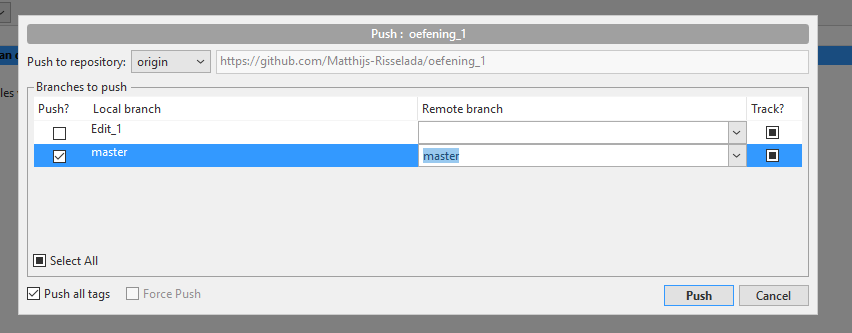 Push : oefening_1
Push to repository: origin https://github.com/Matthijs-Risselada/oefening_1
Branches to push
Push? Local branch Remote branch Track?
Edit_1
master master
Select All
Push all tags Force Push Push Cancel